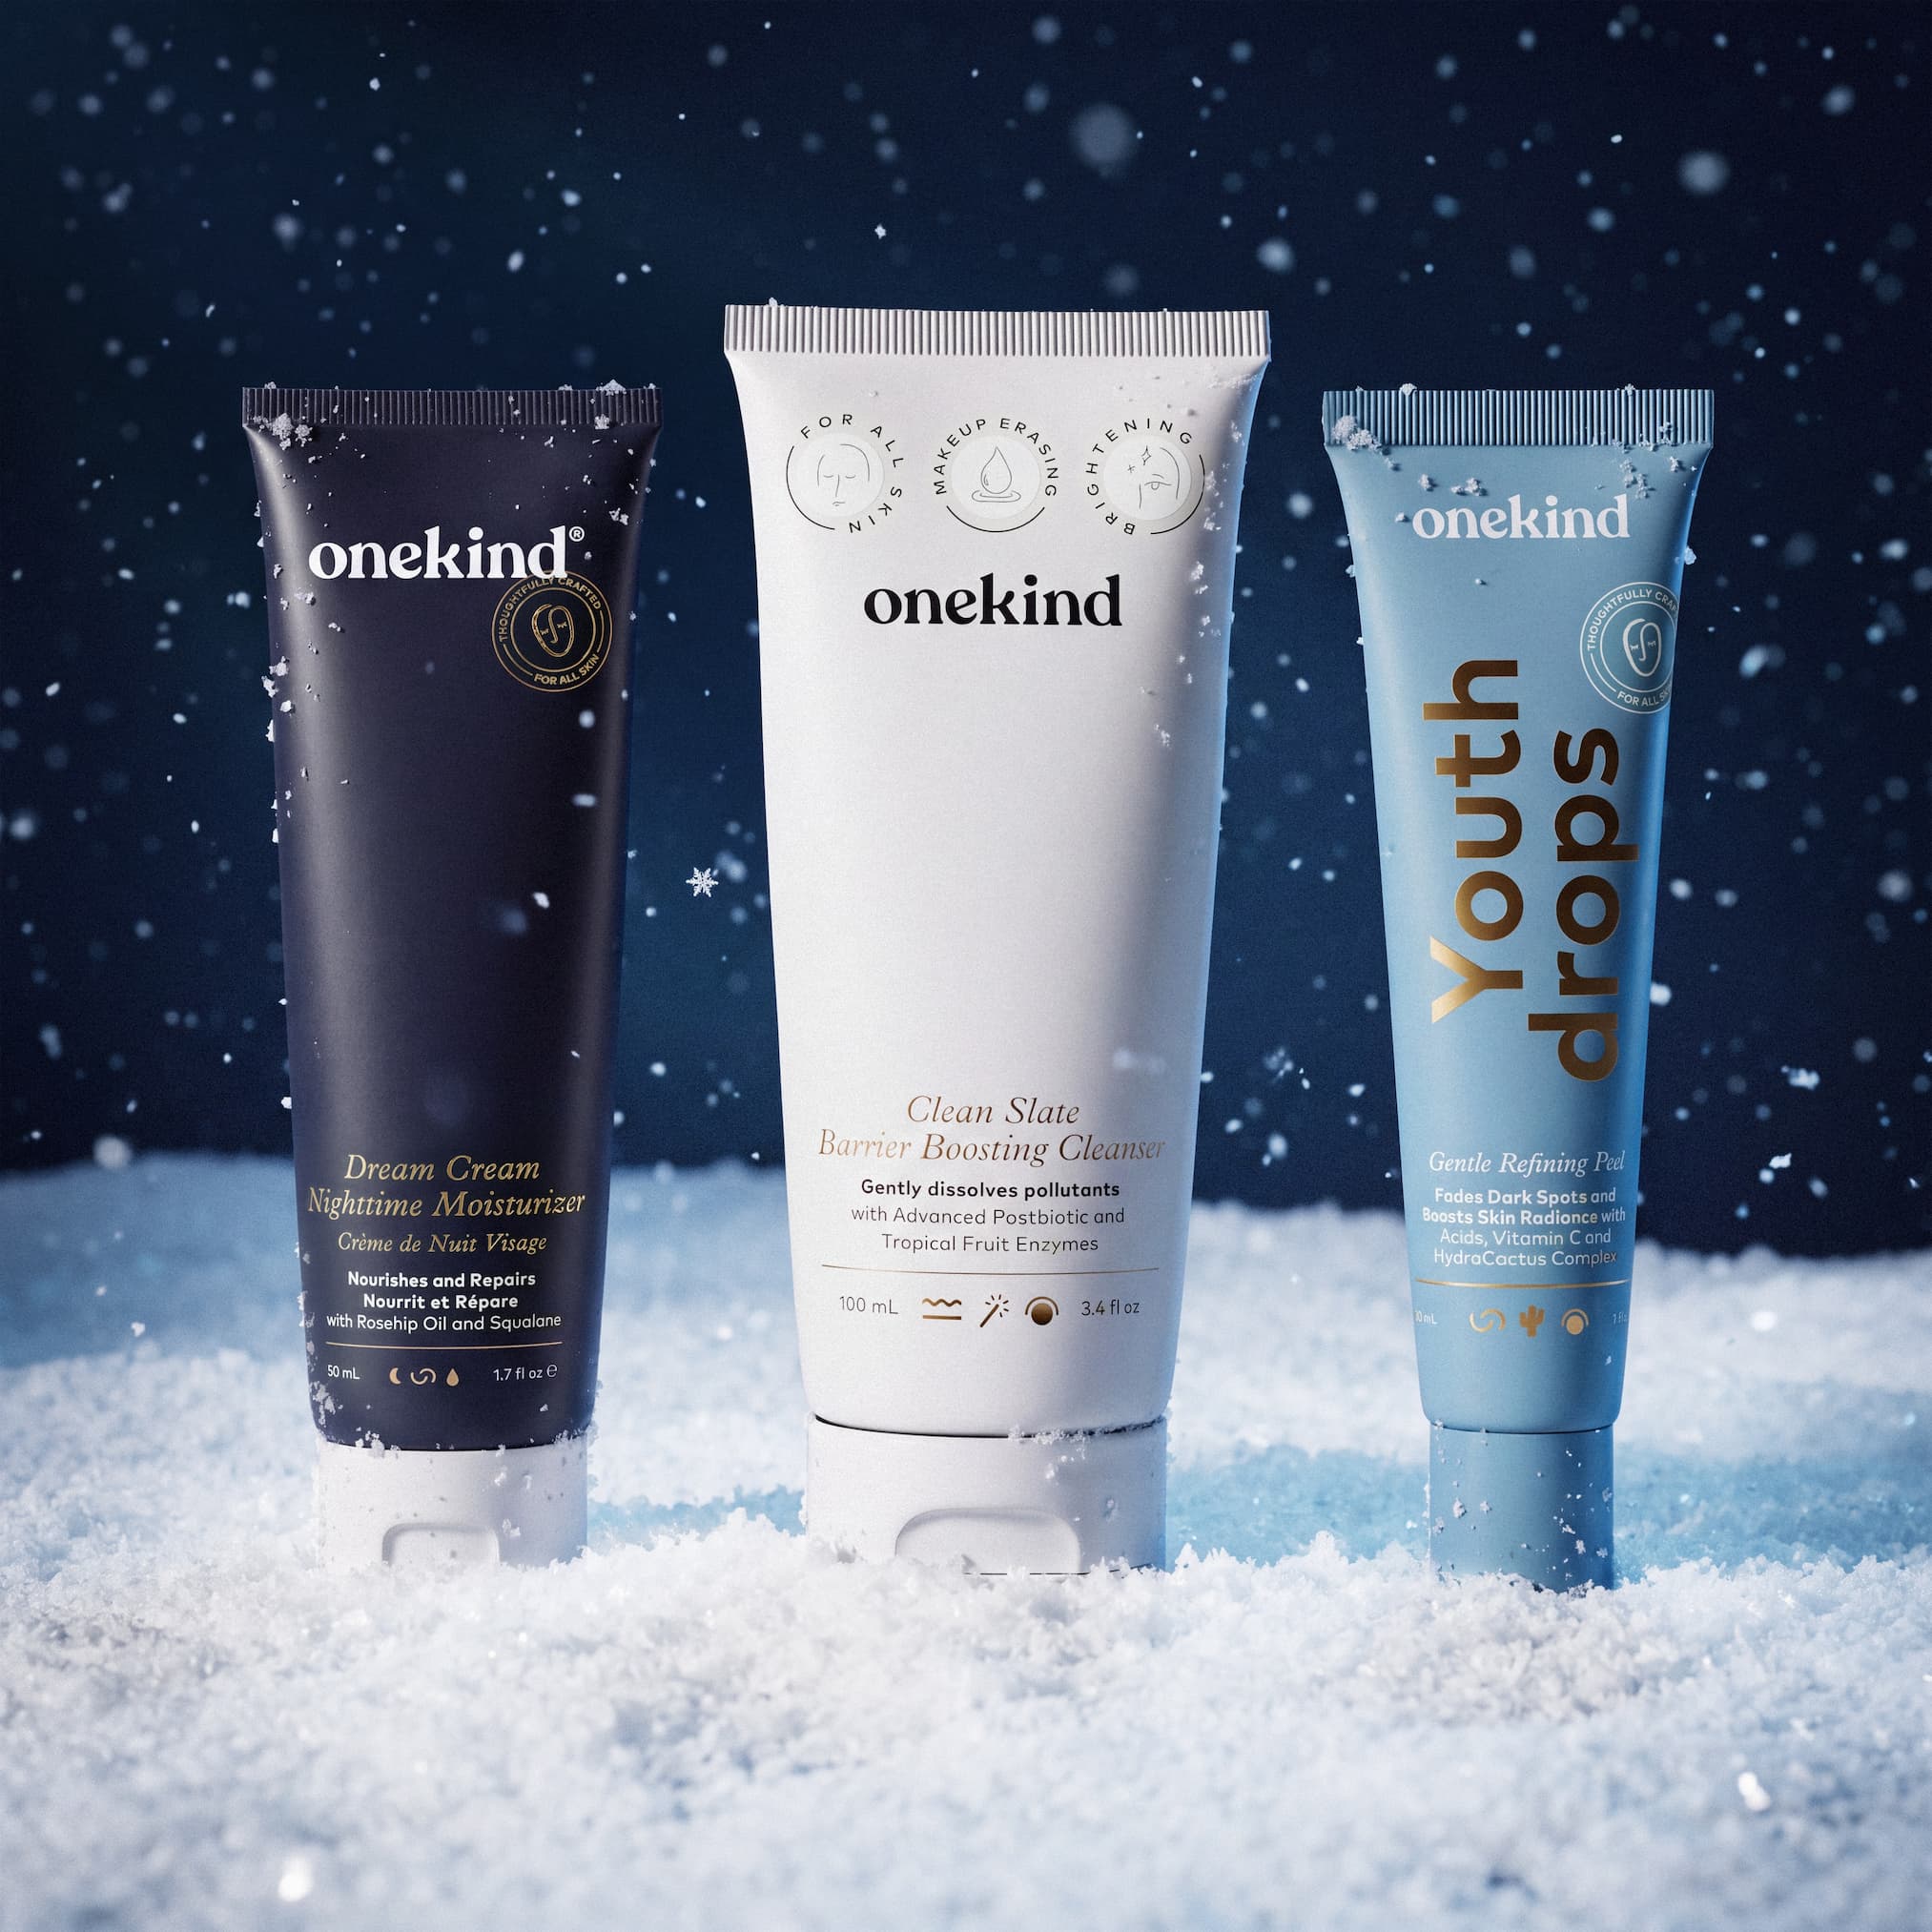 onekind®
THOUGHTFULLY CRAFTED
FOR ALL SKIN
Dream Cream
Nighttime Moisturizer
Crème de Nuit Visage
Nourishes and Repairs
Nourrit et Répare
with Rosehip Oil and Squalane
50 mL 1.7 fl oz ℮
FOR ALL SKIN
MAKEUP ERASING
BRIGHTENING
onekind
Clean Slate
Barrier Boosting Cleanser
Gently dissolves pollutants
with Advanced Postbiotic and
Tropical Fruit Enzymes
100 mL 3.4 fl oz
onekind
THOUGHTFULLY
FOR ALL
Youth
drops
Gentle Refining Peel
Fades Dark Spots and
Boosts Skin Radiance with
Acids, Vitamin C and
HydraCactus Complex
mL